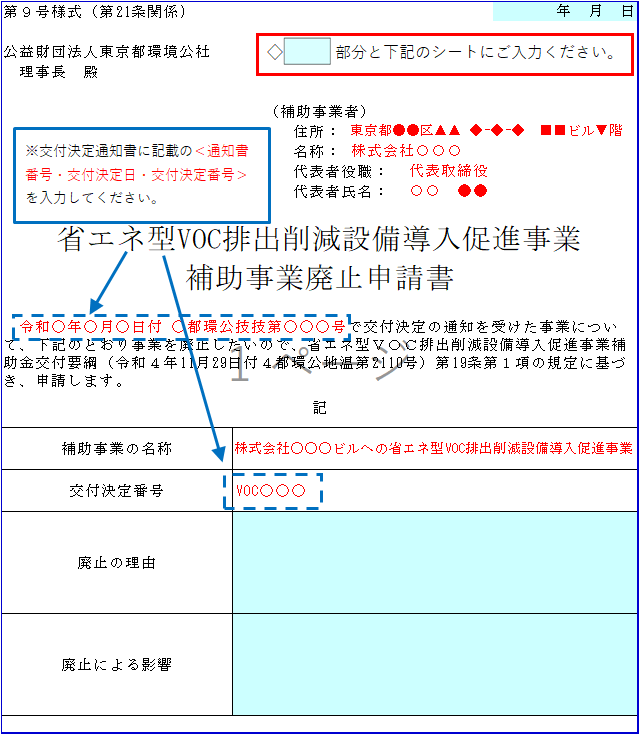 第９号様式（第21条関係）
年　月　日
公益財団法人東京都環境公社
理事長　殿
◇　　　部分と下記のシートにご入力ください。
（補助事業者）
住所： 東京都●●区▲▲ ◆-◆-◆　■■ビル▼階
名称： 株式会社〇〇〇
代表者役職：　代表取締役
代表者氏名：　〇〇　●●
※交付決定通知書に記載の＜通知書
番号・交付決定日・交付決定番号＞
を入力してください。
省エネ型VOC排出削減設備導入促進事業
補助事業廃止申請書
令和〇年〇月〇日付 〇都環公技技第〇〇〇号で交付決定の通知を受けた事業につい
て、下記のとおり事業を廃止したいので、省エネ型ＶＯＣ排出削減設備導入促進事業補
助金交付要綱（令和４年11月29日付４都環公地温第2110号）第19条第１項の規定に基づ
き、申請します。
1 ページ
記
補助事業の名称　株式会社〇〇〇ビルへの省エネ型VOC排出削減設備導入促進事業
交付決定番号　VOC〇〇〇
廃止の理由
廃止による影響